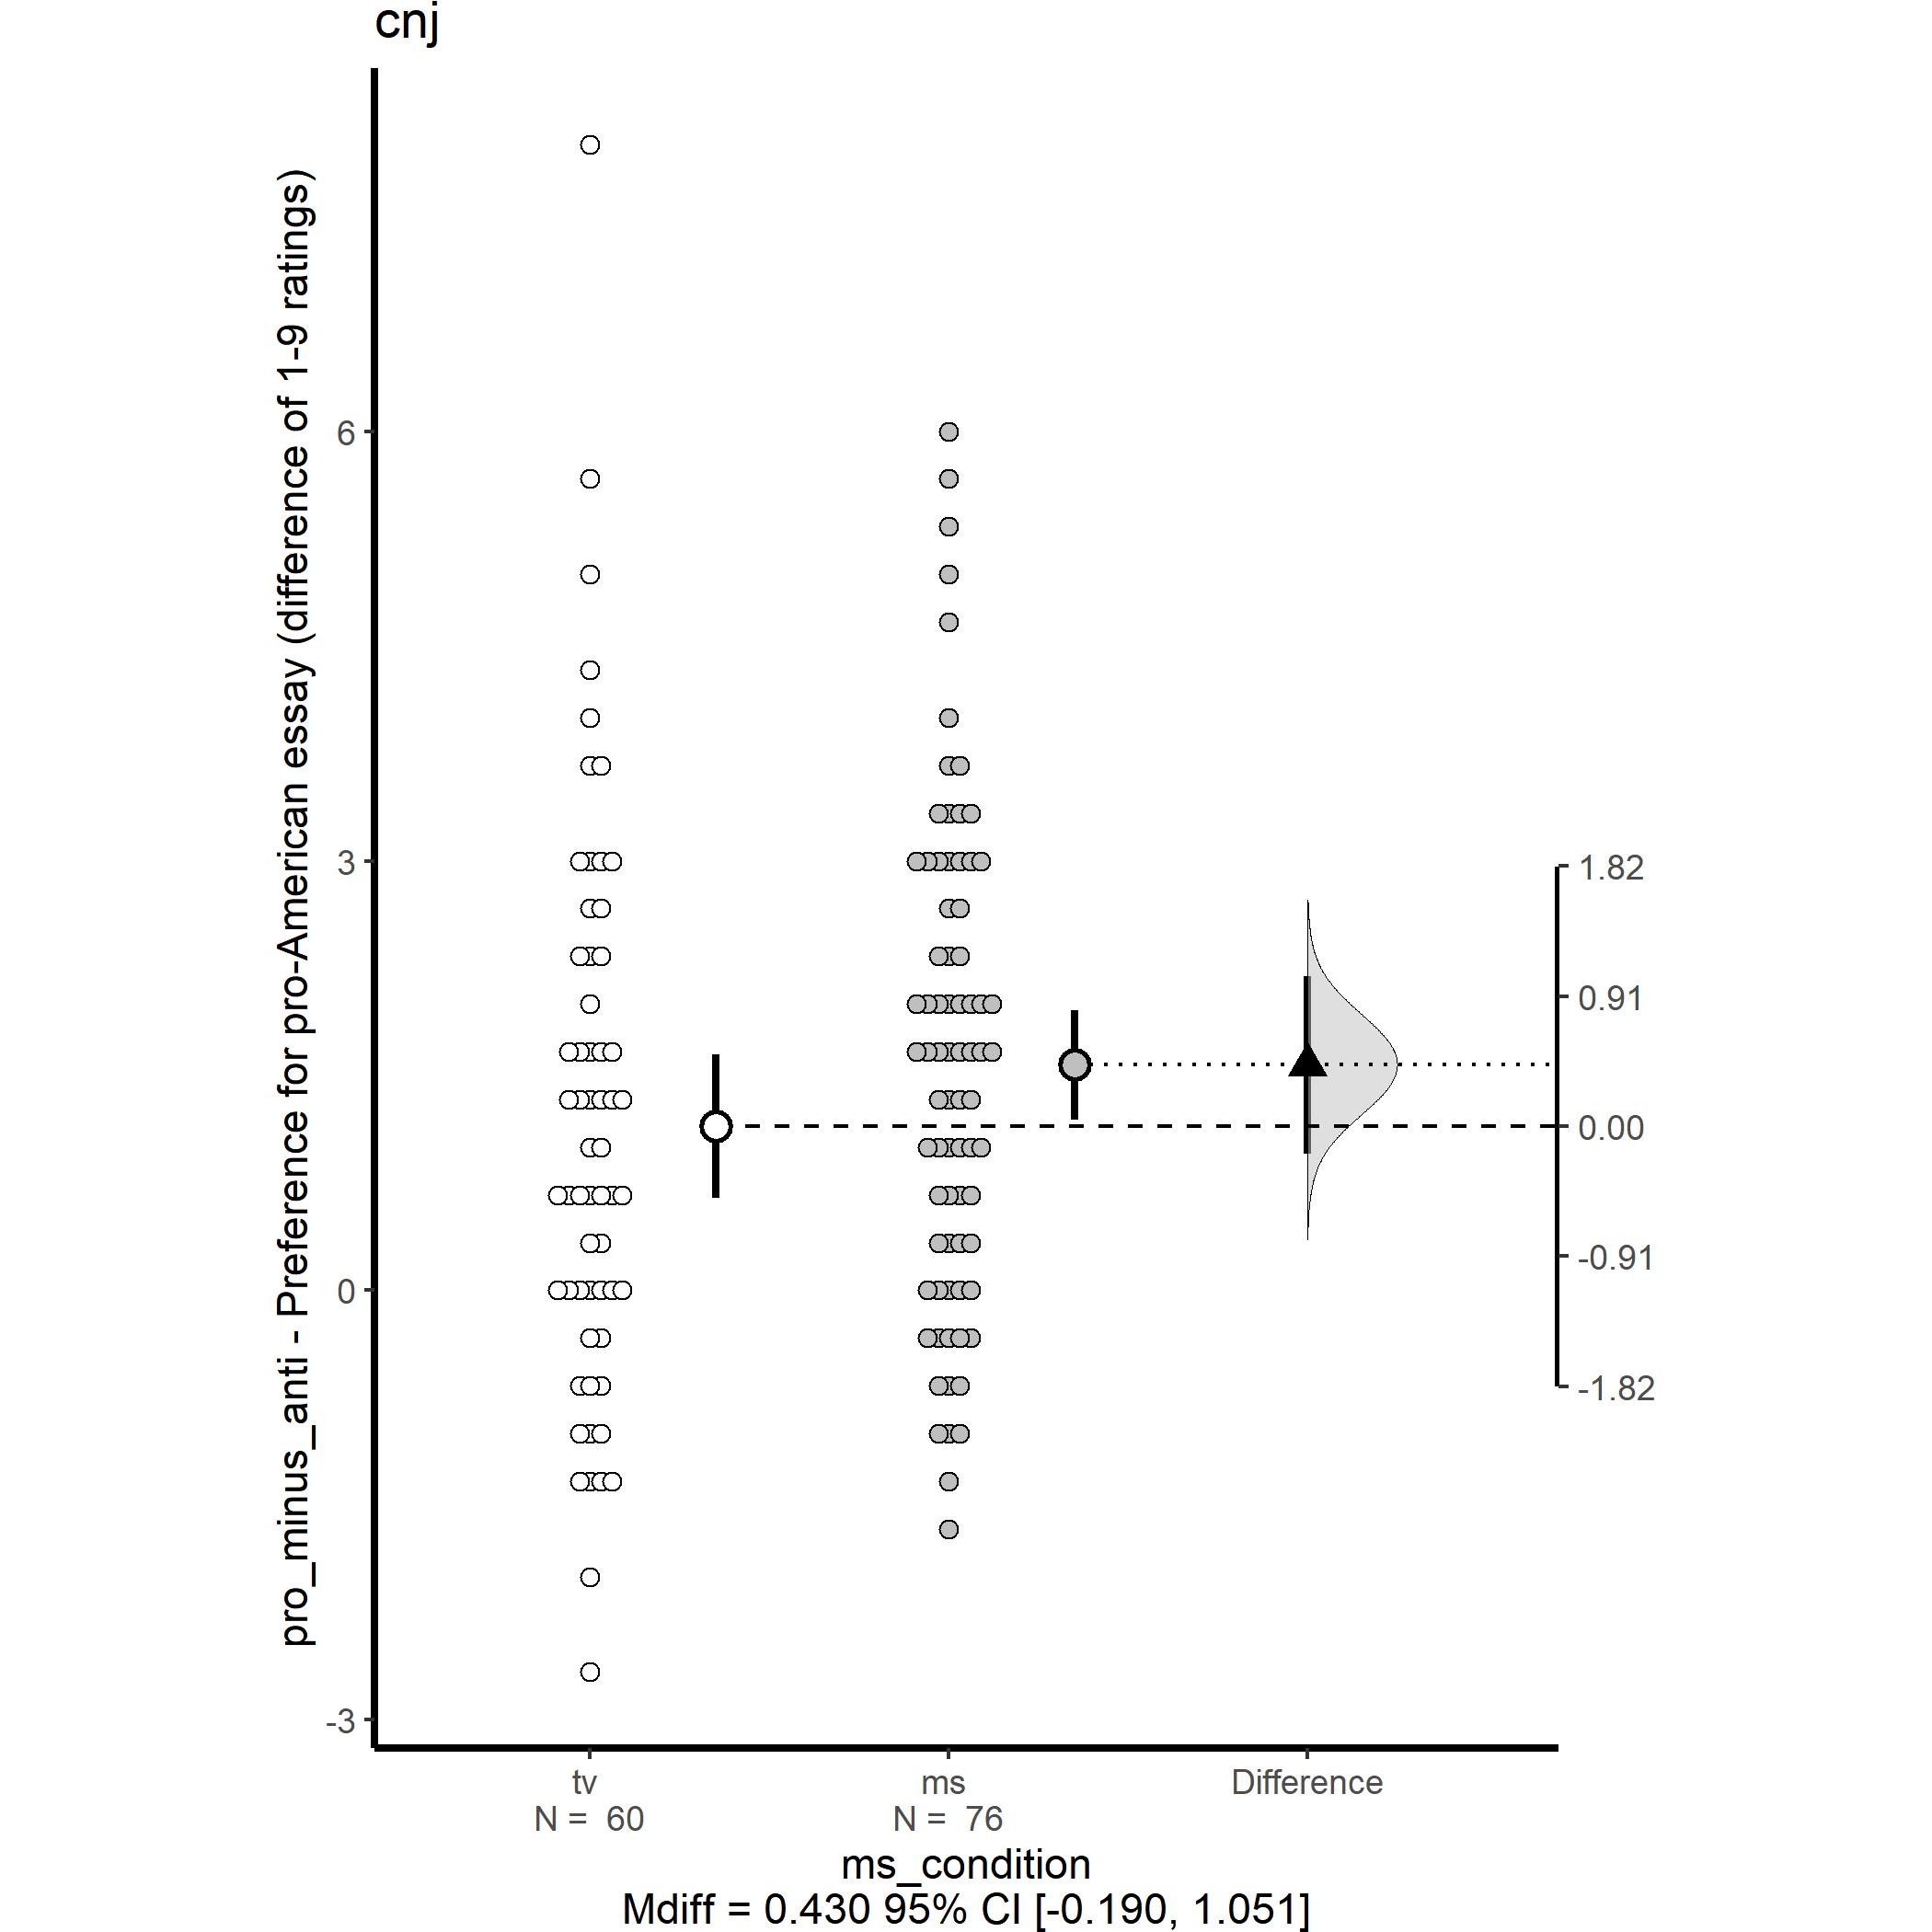 cnj
pro_minus_anti - Preference for pro-American essay (difference of 1-9 ratings)
6
3
0
-3
1.82
0.91
0.00
-0.91
-1.82
tv
N =  60
ms
N =  76
Difference
ms_condition
Mdiff = 0.430 95% CI [-0.190, 1.051]